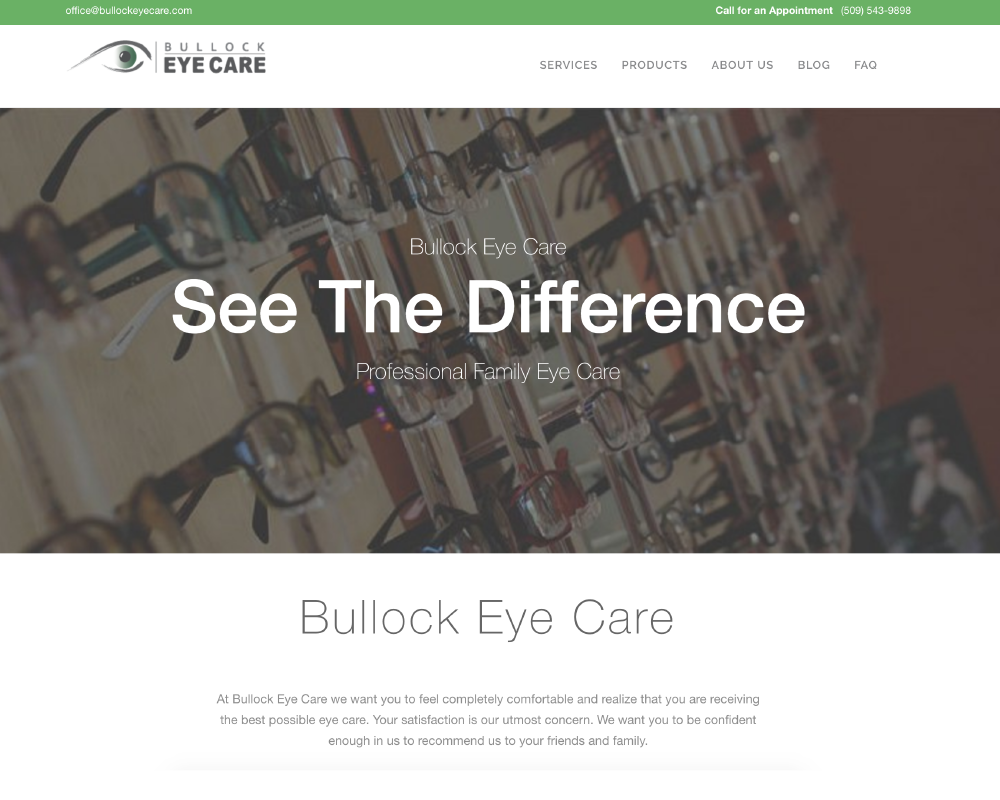 office@bullockeyecare.com
Call for an Appointment (509) 543-9898
BULLOCK
EYE CARE
SERVICES PRODUCTS ABOUT US BLOG FAQ
Bullock Eye Care
See The Difference
Professional Family Eye Care
Bullock Eye Care
At Bullock Eye Care we want you to feel completely comfortable and realize that you are receiving
the best possible eye care. Your satisfaction is our utmost concern. We want you to be confident
enough in us to recommend us to your friends and family.